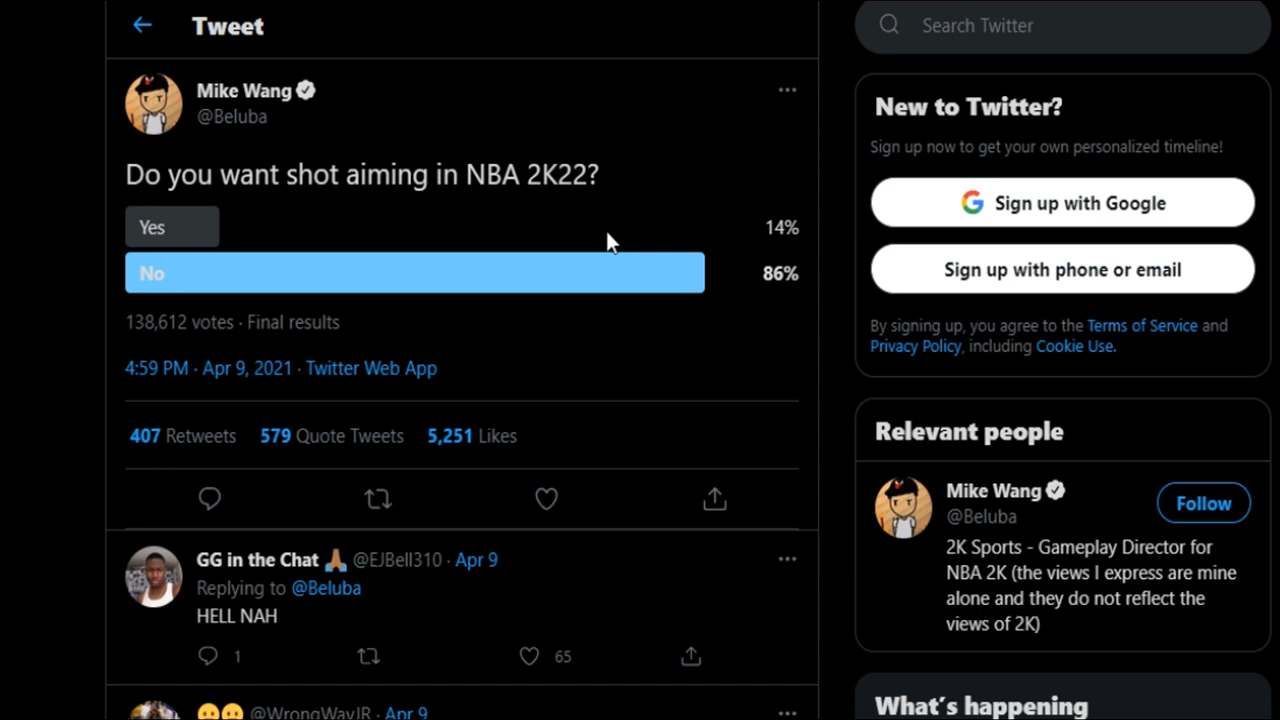 Tweet
Mike Wang
@Beluba
Do you want shot aiming in NBA 2K22?
Yes 14%
No 86%
138,612 votes · Final results
4:59 PM · Apr 9, 2021 · Twitter Web App
407 Retweets 579 Quote Tweets 5,251 Likes
GG in the Chat 🙏🏾 @EJBell310 · Apr 9
Replying to @Beluba
HELL NAH
1 65
@WrongWayJR · Apr 9
Search Twitter
New to Twitter?
Sign up now to get your own personalized timeline!
Sign up with Google
Sign up with phone or email
By signing up, you agree to the Terms of Service and
Privacy Policy, including Cookie Use.
Relevant people
Mike Wang
@Beluba
Follow
2K Sports - Gameplay Director for
NBA 2K (the views I express are mine
alone and they do not reflect the
views of 2K)
What's happening